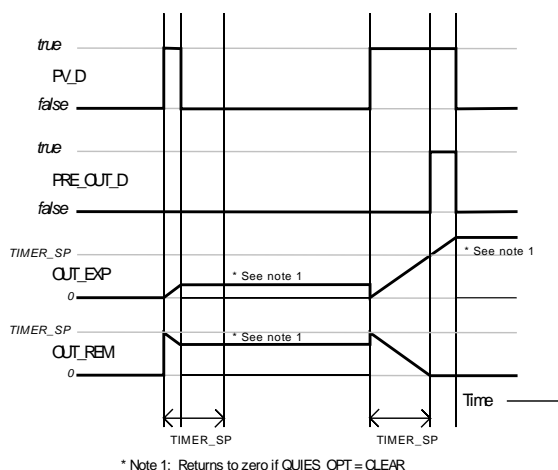 true
PV_D
false
true
PRE_OUT_D
false
TIMER_SP
* See note 1
OUT_EXP
* See note 1
0
TIMER_SP
* See note 1
OUT_REM
0
Time
TIMER_SP
TIMER_SP
* Note 1: Returns to zero if QUIES_OPT = CLEAR